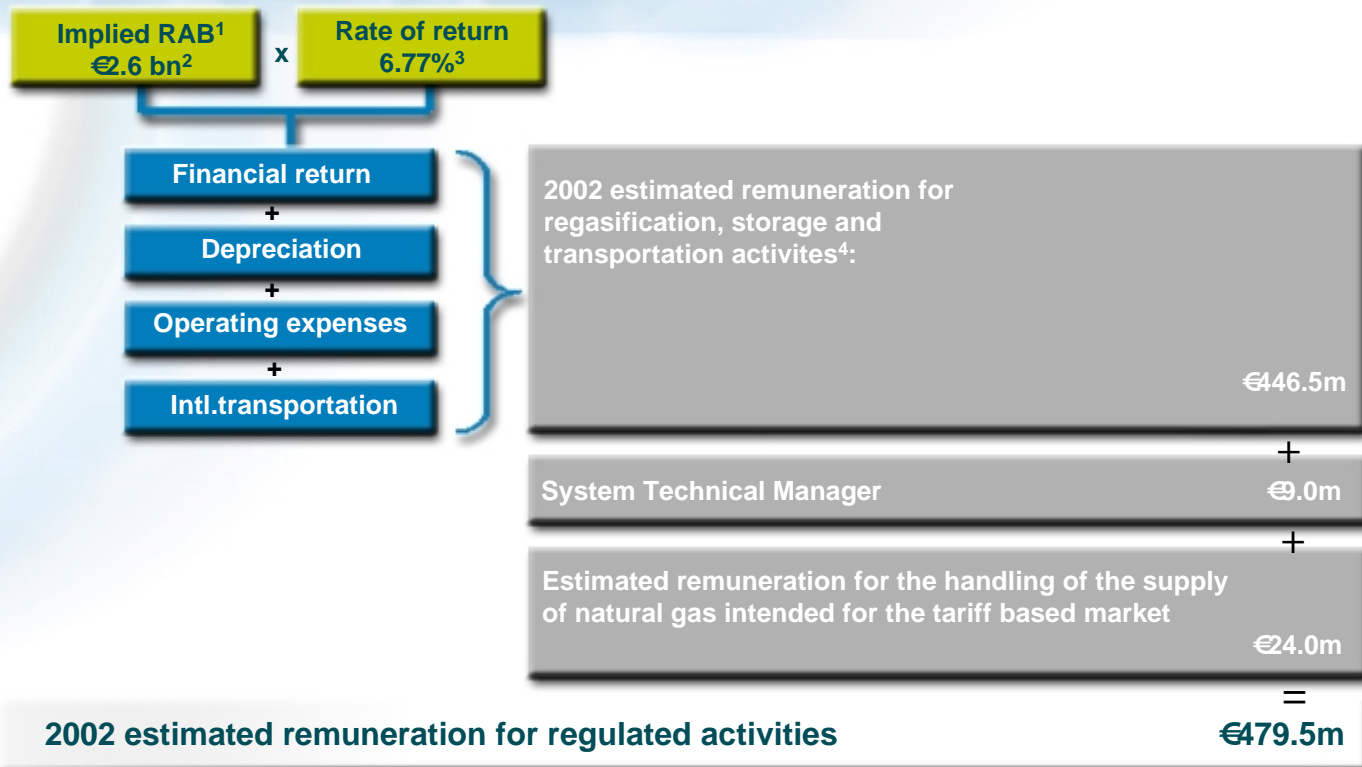 Implied RAB¹
€2.6 bn²
x
Rate of return
6.77%³
Financial return
+
Depreciation
+
Operating expenses
+
Intl.transportation
2002 estimated remuneration for
regasification, storage and
transportation activites⁴:
€446.5m
+
System Technical Manager €9.0m
+
Estimated remuneration for the handling of the supply
of natural gas intended for the tariff based market
€24.0m
=
2002 estimated remuneration for regulated activities €479.5m